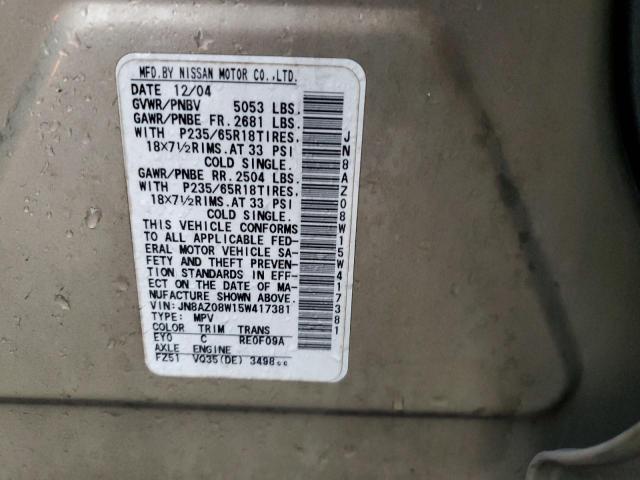 MFD.BY NISSAN MOTOR CO.,LTD.
DATE 12/04
GVWR/PNBV 5053 LBS.
GAWR/PNBE FR.2681 LBS.
WITH P235/65R18TIRES,
18X7½RIMS.AT 33 PSI
COLD SINGLE.
GAWR/PNBE RR.2504 LBS.
WITH P235/65R18TIRES,
18X7½RIMS.AT 33 PSI
COLD SINGLE.
THIS VEHICLE CONFORMS
TO ALL APPLICABLE FED-
ERAL MOTOR VEHICLE SA-
FETY AND THEFT PREVEN-
TION STANDARDS IN EFF-
ECT ON THE DATE OF MA-
NUFACTURE SHOWN ABOVE.
VIN:JN8AZ08W15W417381
TYPE: MPV
COLOR TRIM TRANS
EY0 C RE0F09A
AXLE ENGINE
FZ51 VQ35(DE) 3498cc
JN8AZ08W15W417381